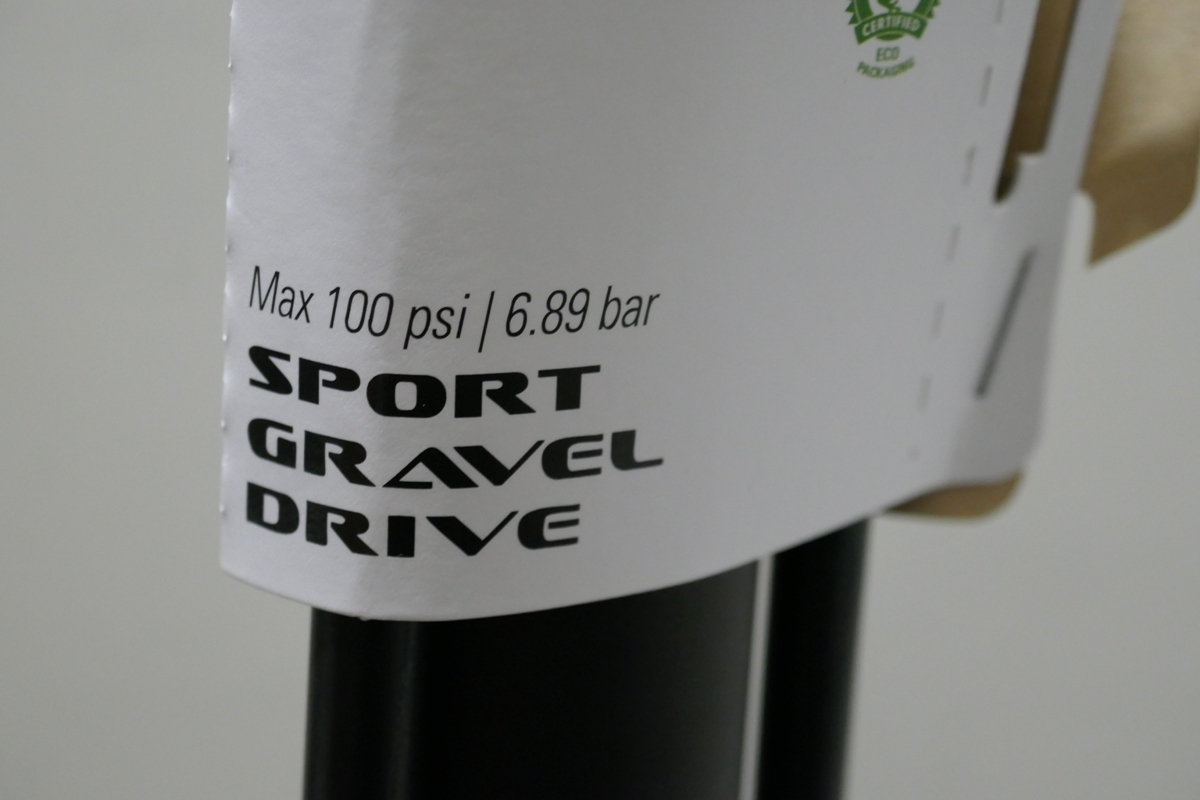 CERTIFIED
ECO
PACKAGING
Max 100 psi | 6.89 bar
SPORT
GRAVEL
DRIVE